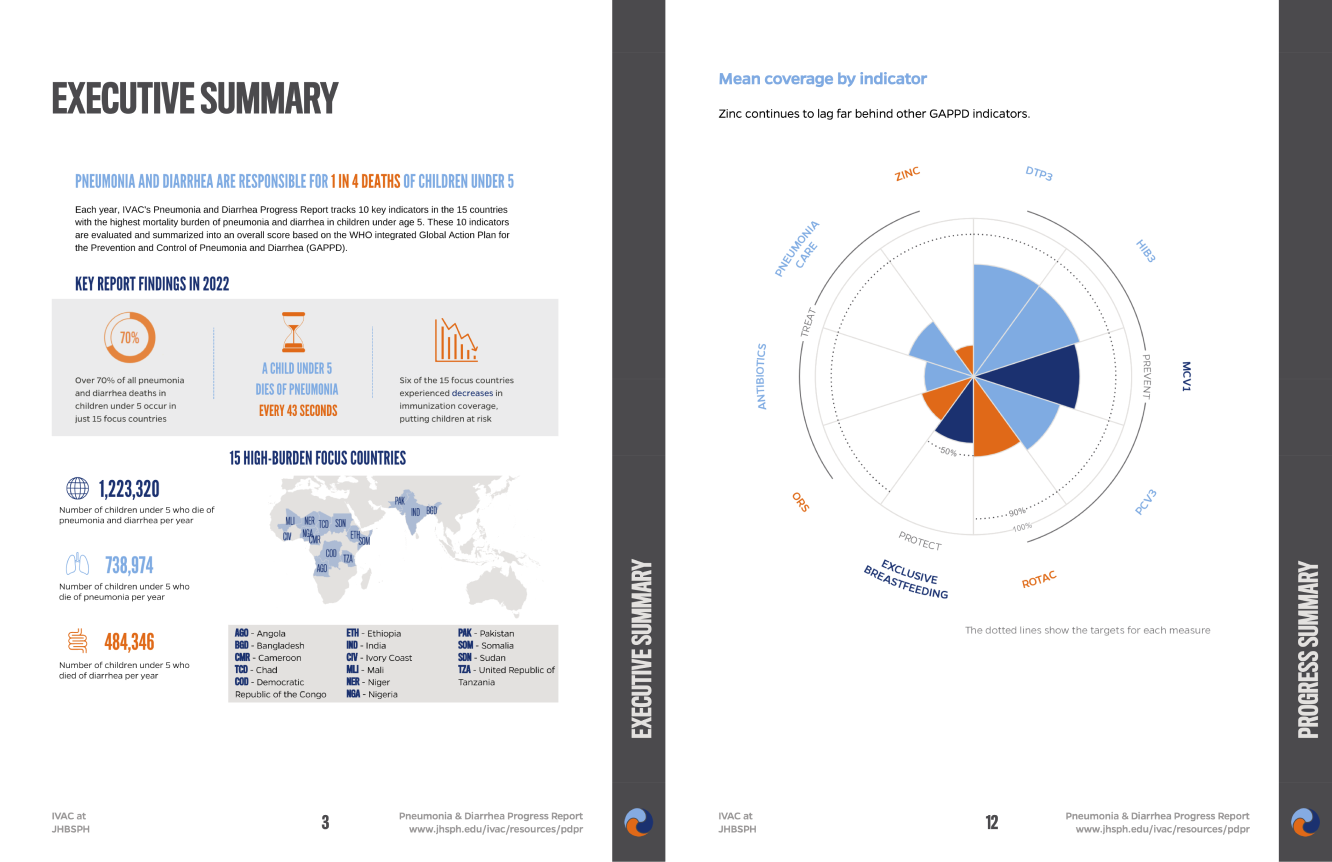 EXECUTIVE SUMMARY
PNEUMONIA AND DIARRHEA ARE RESPONSIBLE FOR 1 IN 4 DEATHS OF CHILDREN UNDER 5
Each year, IVAC's Pneumonia and Diarrhea Progress Report tracks 10 key indicators in the 15 countries
with the highest mortality burden of pneumonia and diarrhea in children under age 5. These 10 indicators
are evaluated and summarized into an overall score based on the WHO integrated Global Action Plan for
the Prevention and Control of Pneumonia and Diarrhea (GAPPD).
KEY REPORT FINDINGS IN 2022
70%
Over 70% of all pneumonia
and diarrhea deaths in
children under 5 occur in
just 15 focus countries
A CHILD UNDER 5
DIES OF PNEUMONIA
EVERY 43 SECONDS
Six of the 15 focus countries
experienced decreases in
immunization coverage,
putting children at risk
15 HIGH-BURDEN FOCUS COUNTRIES
1,223,320
Number of children under 5 who die of
pneumonia and diarrhea per year
738,974
Number of children under 5 who
die of pneumonia per year
484,346
Number of children under 5 who
died of diarrhea per year
PAK
IND
BGD
MLI
NER
TCD
SDN
CIV
NGA
CMR
ETH
SOM
COD
TZA
AGO
AGO - Angola
BGD - Bangladesh
CMR - Cameroon
TCD - Chad
COD - Democratic
Republic of the Congo
ETH - Ethiopia
IND - India
CIV - Ivory Coast
MLI - Mali
NER - Niger
NGA - Nigeria
PAK - Pakistan
SOM - Somalia
SDN - Sudan
TZA - United Republic of
Tanzania
IVAC at
JHBSPH
3
Pneumonia & Diarrhea Progress Report
www.jhsph.edu/ivac/resources/pdpr
EXECUTIVE SUMMARY
Mean coverage by indicator
Zinc continues to lag far behind other GAPPD indicators.
ZINC
DTP3
PNEUMONIA
CARE
HIB3
TREAT
ANTIBIOTICS
PREVENT
MCV1
50%
ORS
PCV3
90%
100%
PROTECT
EXCLUSIVE
BREASTFEEDING
ROTAC
The dotted lines show the targets for each measure
IVAC at
JHBSPH
12
Pneumonia & Diarrhea Progress Report
www.jhsph.edu/ivac/resources/pdpr
PROGRESS SUMMARY